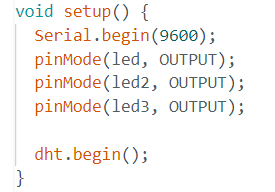 void setup() {
  Serial.begin(9600);
  pinMode(led, OUTPUT);
  pinMode(led2, OUTPUT);
  pinMode(led3, OUTPUT);

  dht.begin();
}